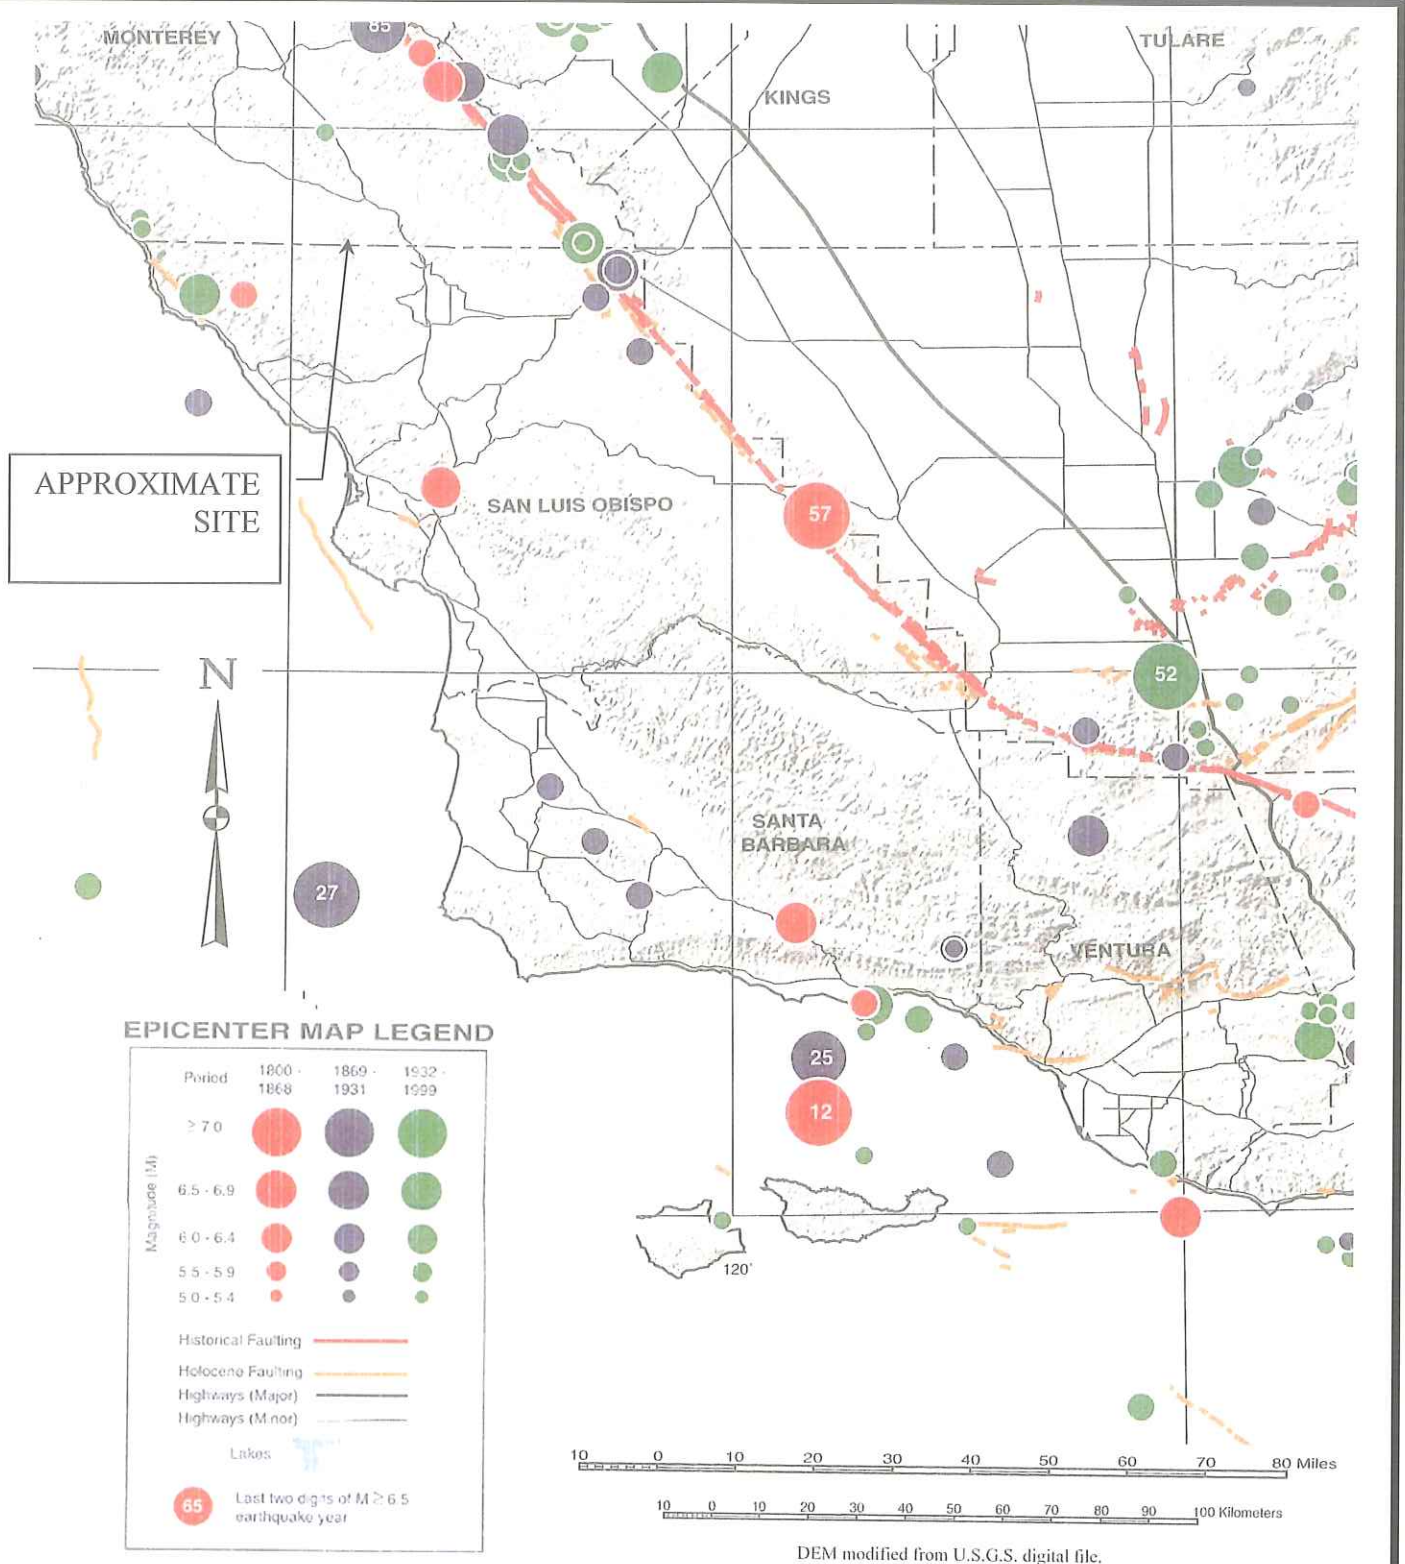 85
MONTEREY
TULARE
KINGS
APPROXIMATE
SITE
SAN LUIS OBISPO
57
N
52
SANTA
BARBARA
27
VENTURA
25
12
120°
EPICENTER MAP LEGEND
Period
1800 -
1868
1869 -
1931
1932 -
1999
Magnitude (M)
≥ 7.0
6.5 - 6.9
6.0 - 6.4
5.5 - 5.9
5.0 - 5.4
Historical Faulting
Holocene Faulting
Highways (Major)
Highways (Minor)
Lakes
65
Last two digits of M ≥ 6.5
earthquake year
10 0 10 20 30 40 50 60 70 80 Miles
10 0 10 20 30 40 50 60 70 80 90 100 Kilometers
DEM modified from U.S.G.S. digital file.